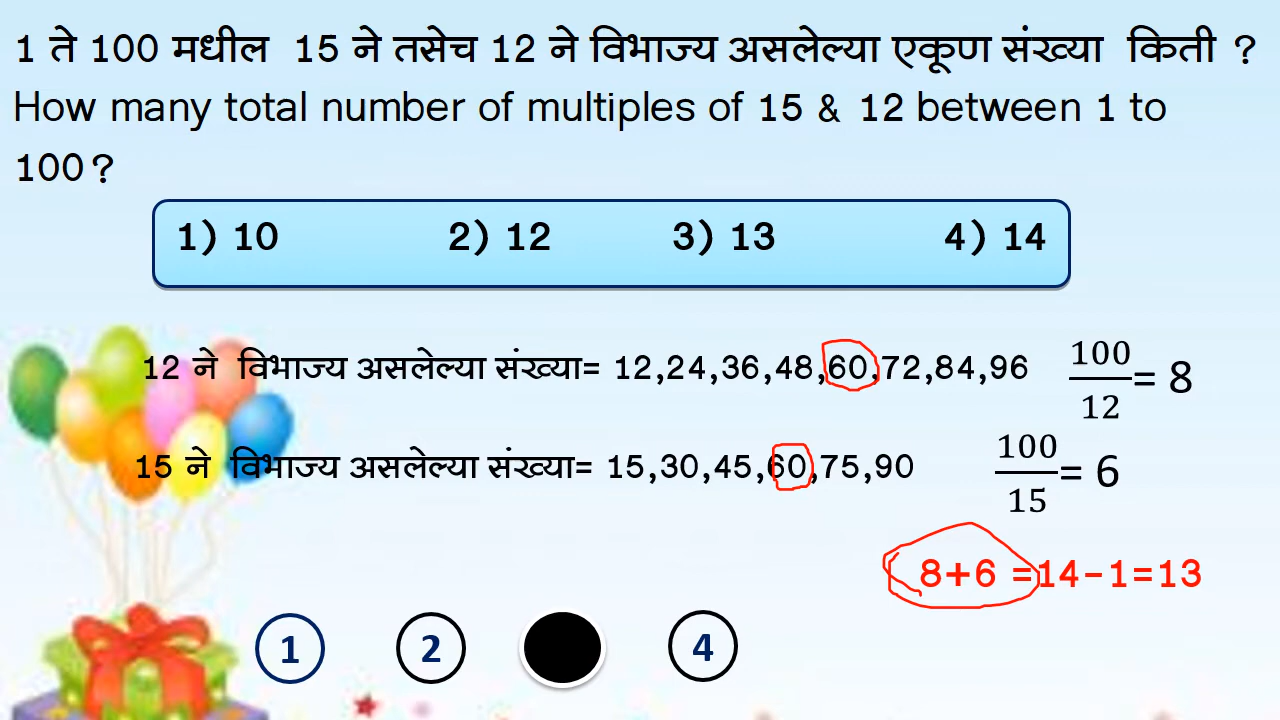 1 ते 100 मधील 15 ने तसेच 12 ने विभाज्य असलेल्या एकूण संख्या किती ?
How many total number of multiples of 15 & 12 between 1 to
100?
1) 10 2) 12 3) 13 4) 14
12 ने विभाज्य असलेल्या संख्या= 12,24,36,48,60,72,84,96 100/12= 8
15 ने विभाज्य असलेल्या संख्या= 15,30,45,60,75,90 100/15= 6
8+6 =14-1=13
1 2 4